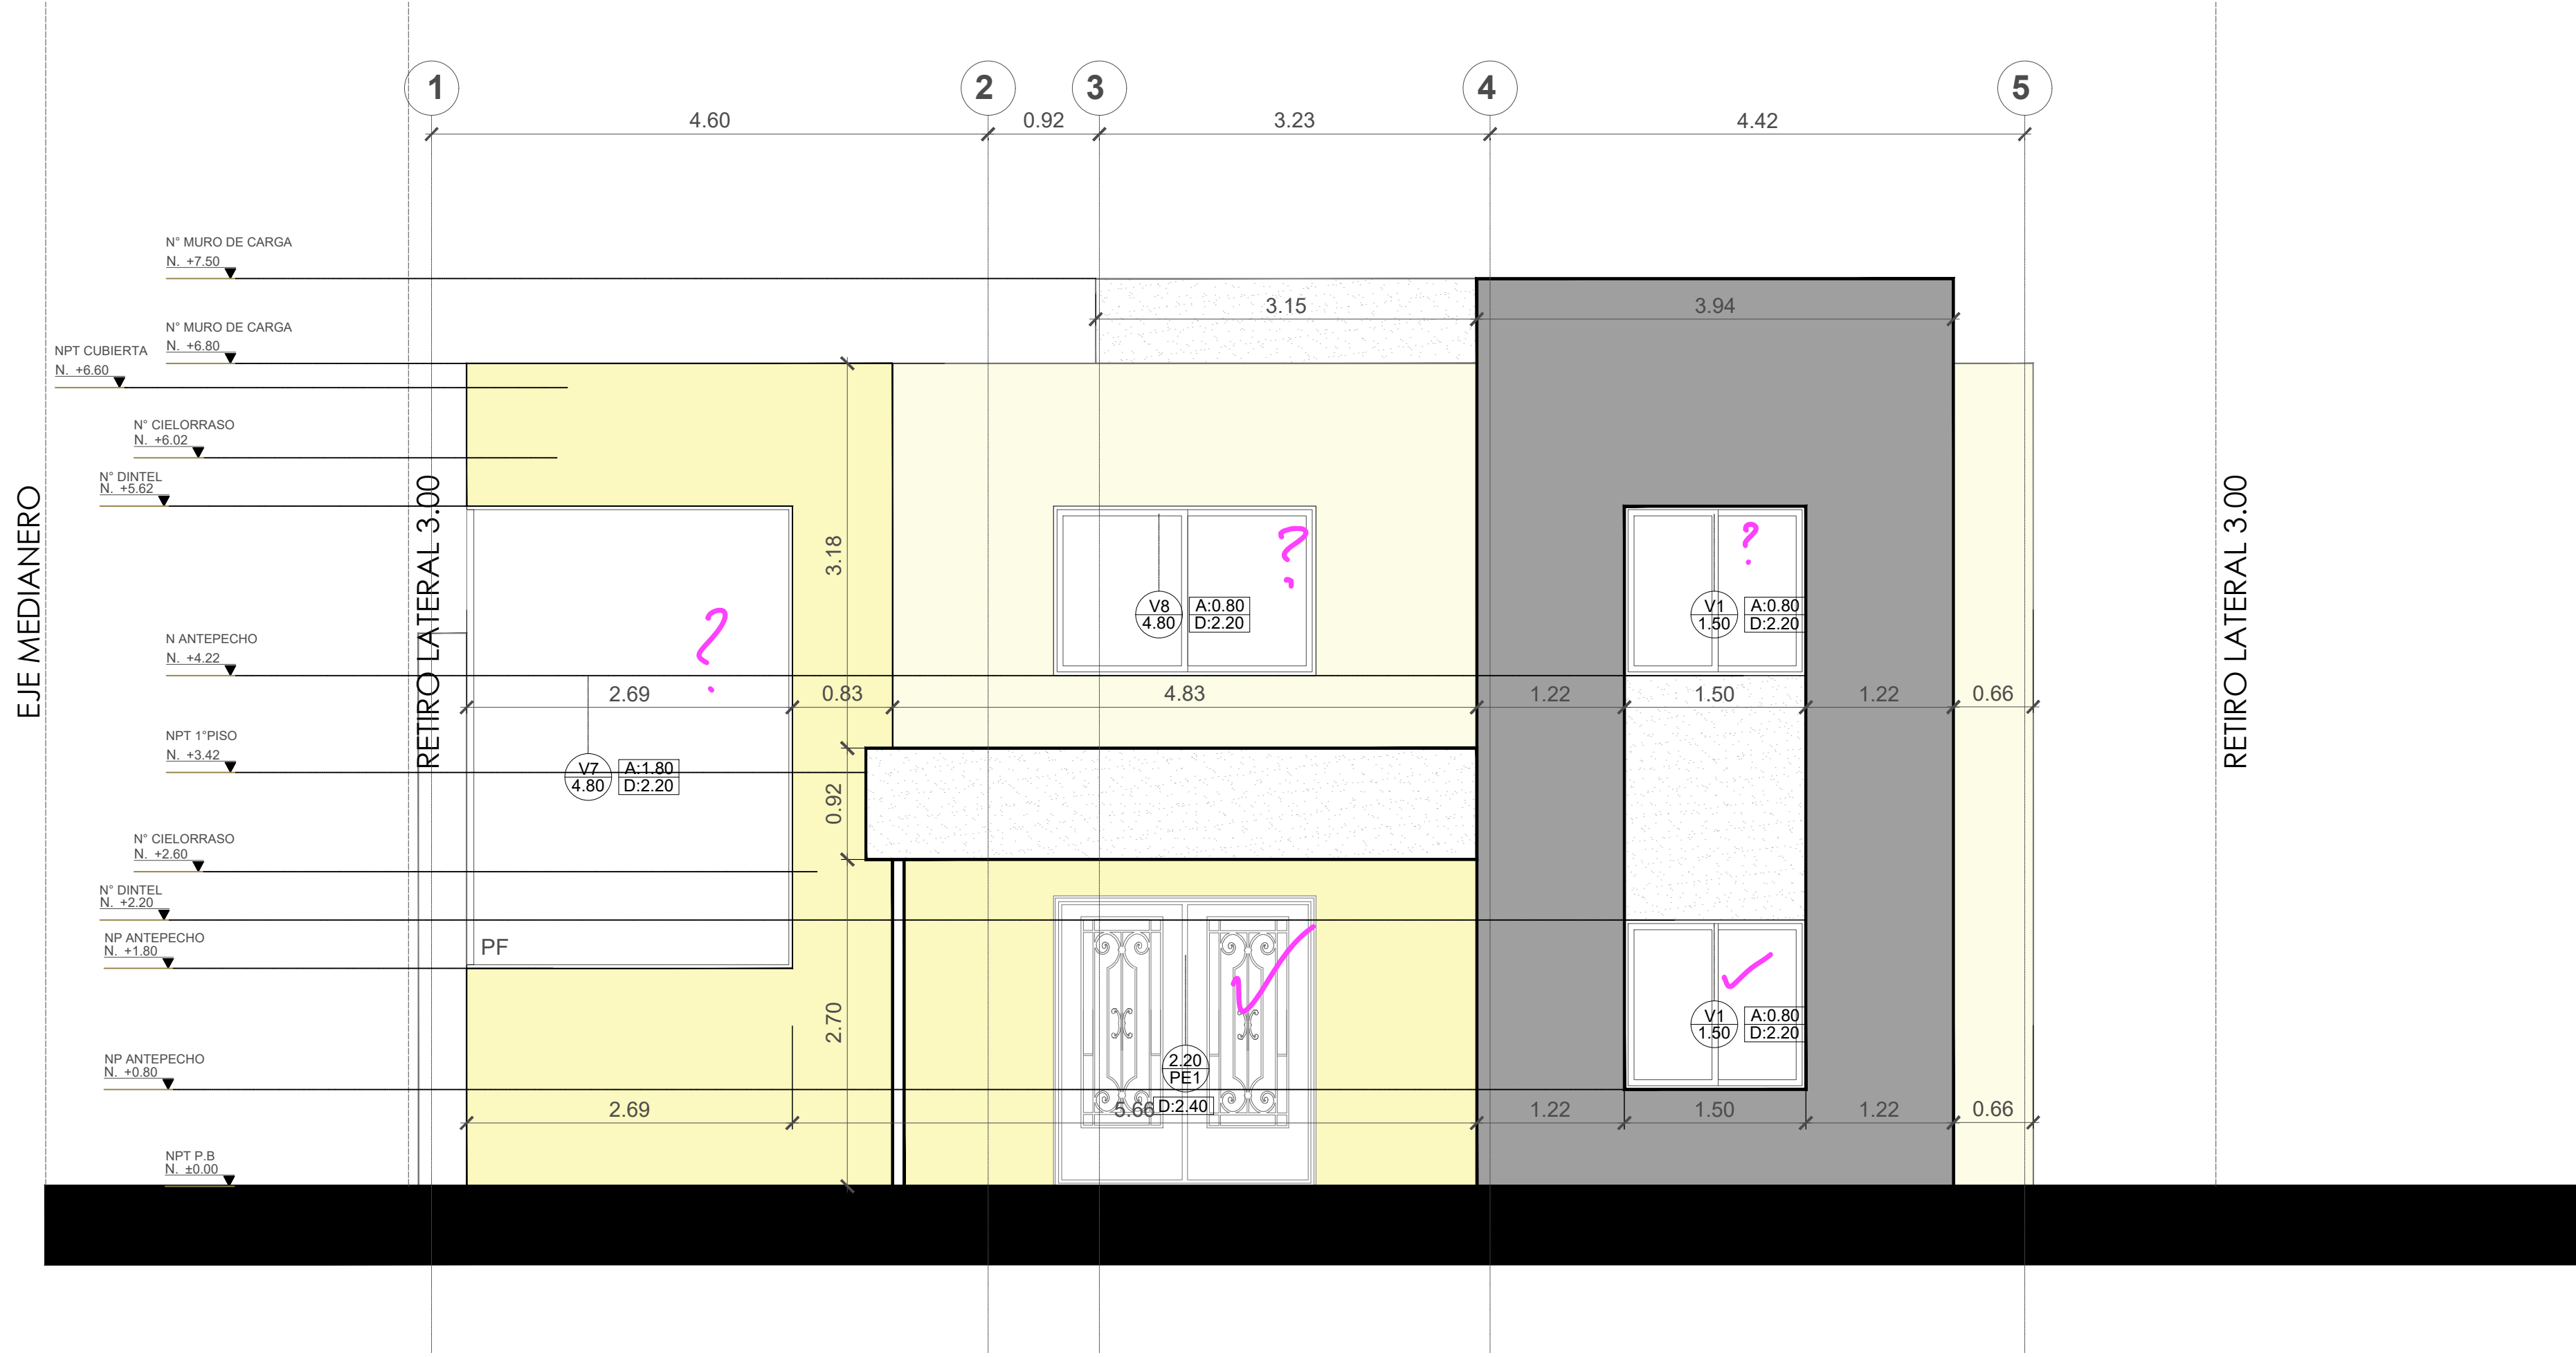 1 2 3 4 5
4.60 0.92 3.23 4.42
N° MURO DE CARGA
N. +7.50
3.15 3.94
N° MURO DE CARGA
N. +6.80
NPT CUBIERTA
N. +6.60
N° CIELORRASO
N. +6.02
N° DINTEL
N. +5.62
EJE MEDIANERO
RETIRO LATERAL 3.00
RETIRO LATERAL 3.00
3.18
?
?
?
V8
4.80
A:0.80
D:2.20
V1
1.50
A:0.80
D:2.20
N ANTEPECHO
N. +4.22
2.69 0.83 4.83 1.22 1.50 1.22 0.66
NPT 1°PISO
N. +3.42
V7
4.80
A:1.80
D:2.20
0.92
N° CIELORRASO
N. +2.60
N° DINTEL
N. +2.20
NP ANTEPECHO
N. +1.80
PF
2.70
V1
1.50
A:0.80
D:2.20
NP ANTEPECHO
N. +0.80
2.20
PE1
D:2.40
2.69 5.66 1.22 1.50 1.22 0.66
NPT P.B
N. ±0.00